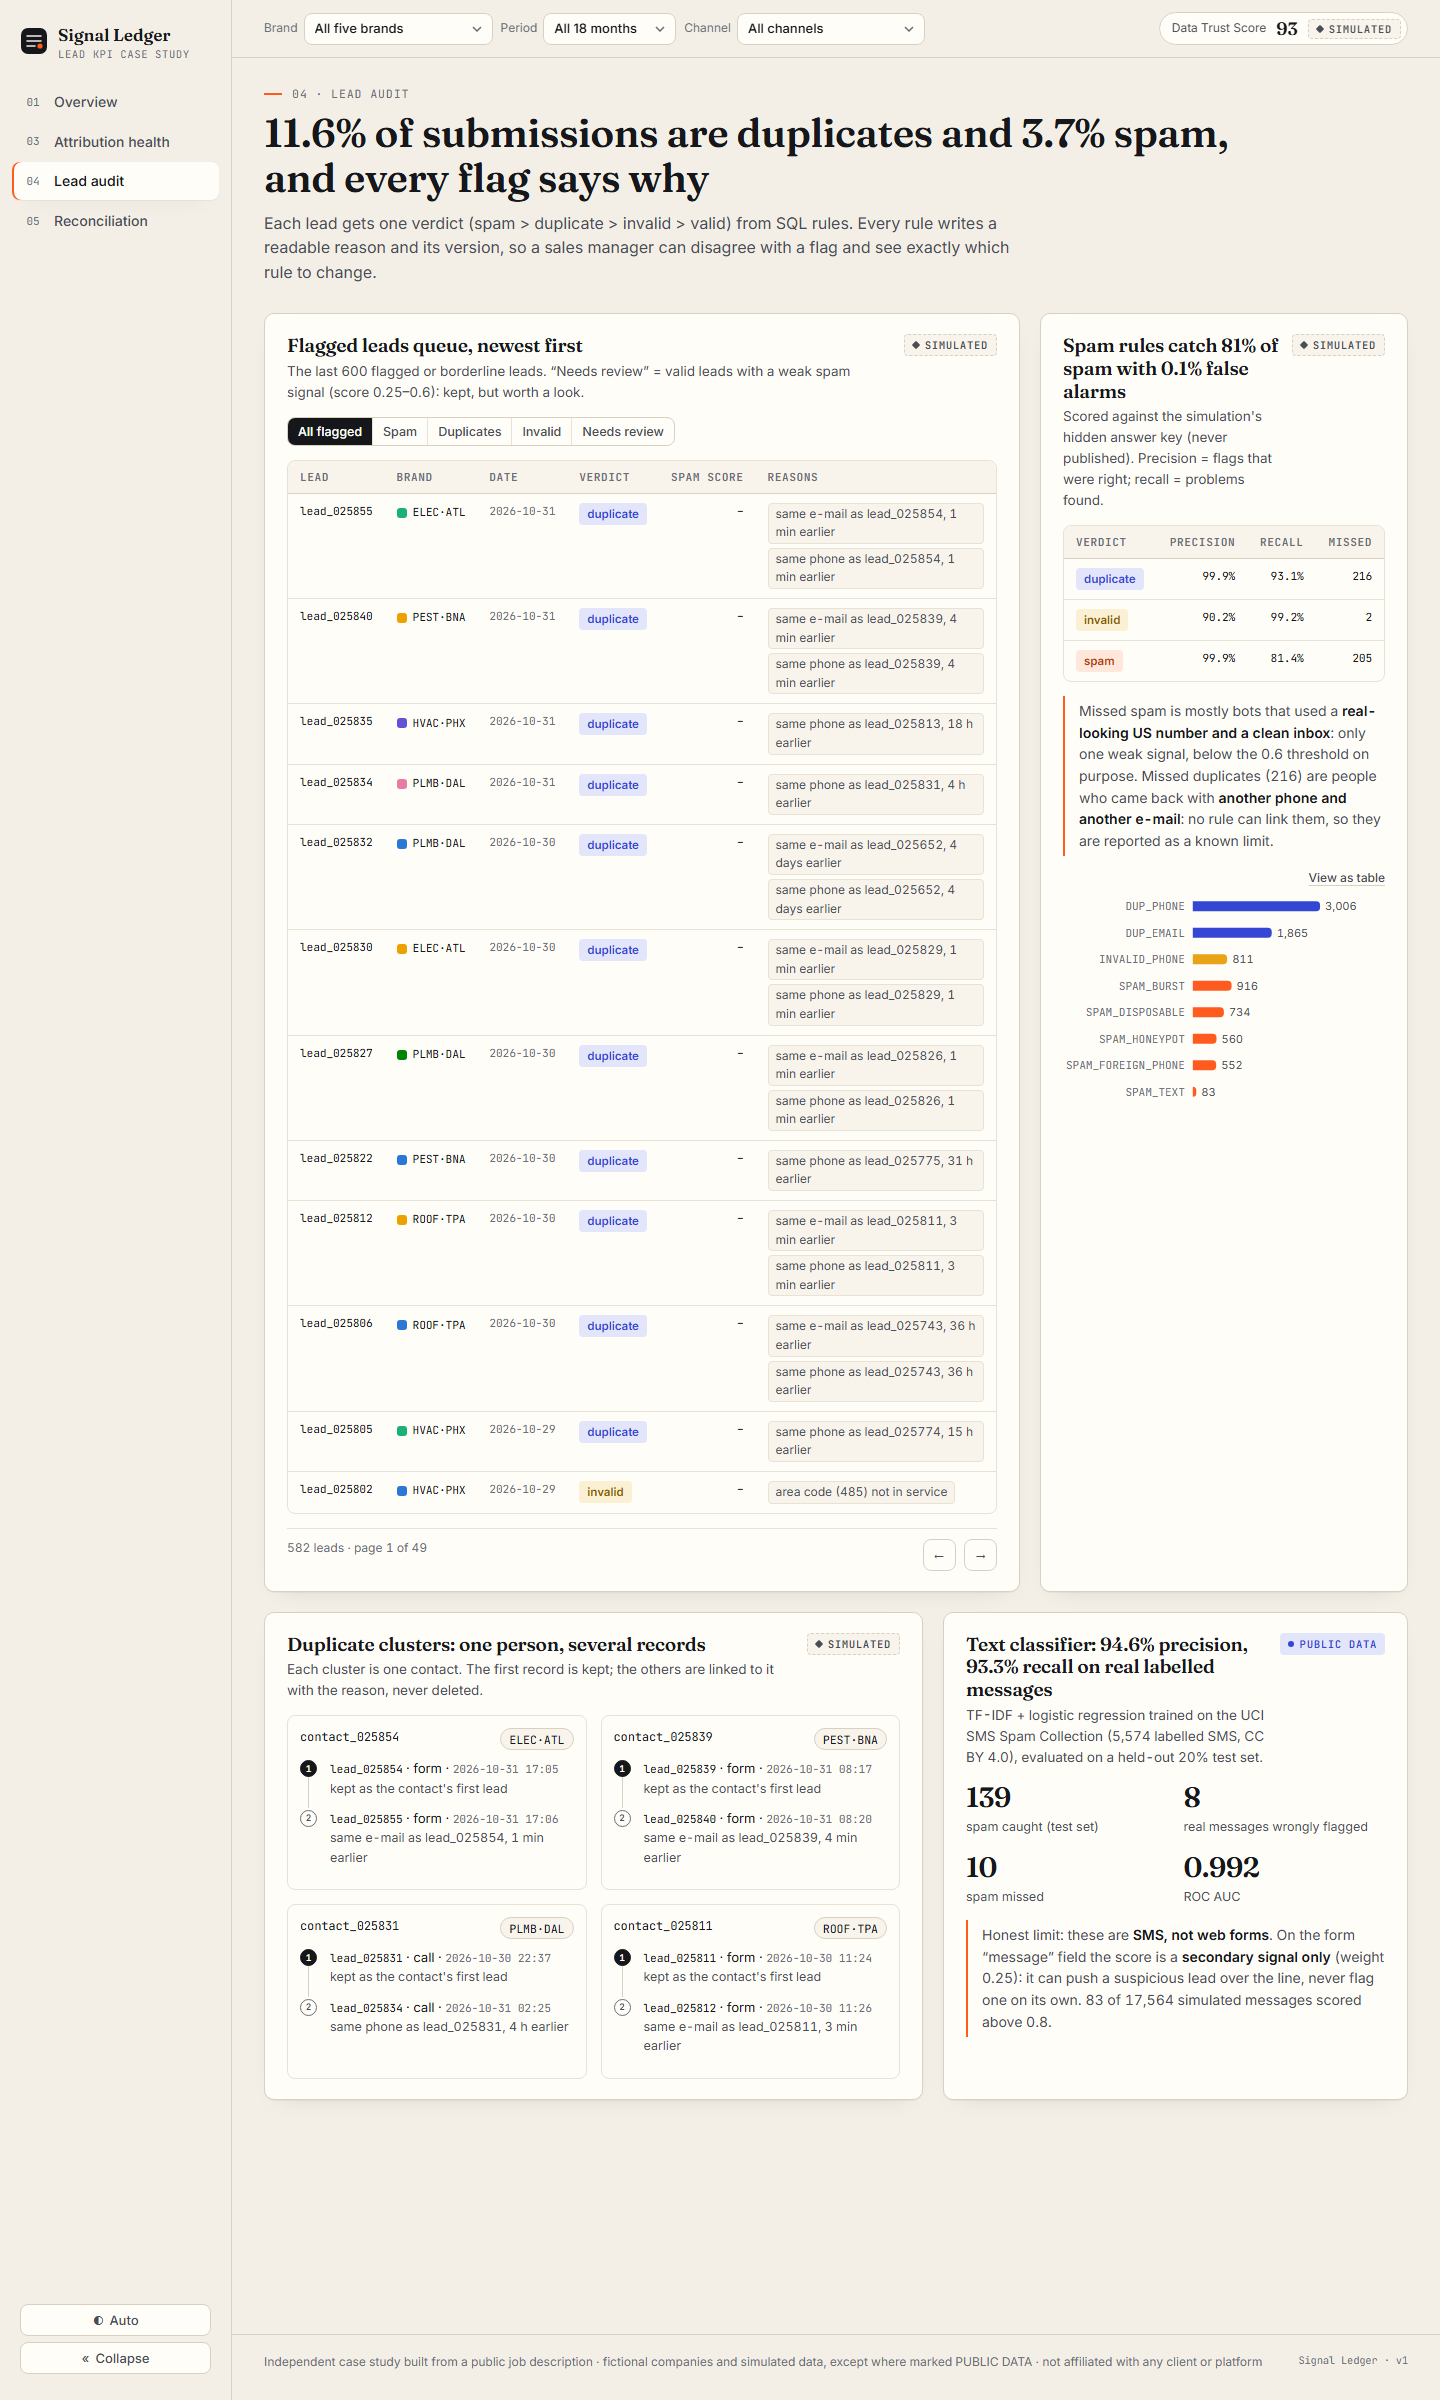 Signal Ledger
LEAD KPI CASE STUDY
01 Overview
03 Attribution health
04 Lead audit
05 Reconciliation
◐ Auto
« Collapse
Brand All five brands Period All 18 months Channel All channels
Data Trust Score 93 ◆ SIMULATED
04 · LEAD AUDIT
11.6% of submissions are duplicates and 3.7% spam,
and every flag says why
Each lead gets one verdict (spam > duplicate > invalid > valid) from SQL rules. Every rule writes a
readable reason and its version, so a sales manager can disagree with a flag and see exactly which
rule to change.
Flagged leads queue, newest first
◆ SIMULATED
The last 600 flagged or borderline leads. “Needs review” = valid leads with a weak spam
signal (score 0.25–0.6): kept, but worth a look.
All flagged Spam Duplicates Invalid Needs review
LEAD BRAND DATE VERDICT SPAM SCORE REASONS
lead_025855 ELEC·ATL 2026-10-31 duplicate – same e-mail as lead_025854, 1
min earlier
same phone as lead_025854, 1
min earlier
lead_025840 PEST·BNA 2026-10-31 duplicate – same e-mail as lead_025839, 4
min earlier
same phone as lead_025839, 4
min earlier
lead_025835 HVAC·PHX 2026-10-31 duplicate – same phone as lead_025813, 18 h
earlier
lead_025834 PLMB·DAL 2026-10-31 duplicate – same phone as lead_025831, 4 h
earlier
lead_025832 PLMB·DAL 2026-10-30 duplicate – same e-mail as lead_025652, 4
days earlier
same phone as lead_025652, 4
days earlier
lead_025830 ELEC·ATL 2026-10-30 duplicate – same e-mail as lead_025829, 1
min earlier
same phone as lead_025829, 1
min earlier
lead_025827 PLMB·DAL 2026-10-30 duplicate – same e-mail as lead_025826, 1
min earlier
same phone as lead_025826, 1
min earlier
lead_025822 PEST·BNA 2026-10-30 duplicate – same phone as lead_025775, 31 h
earlier
lead_025812 ROOF·TPA 2026-10-30 duplicate – same e-mail as lead_025811, 3
min earlier
same phone as lead_025811, 3
min earlier
lead_025806 ROOF·TPA 2026-10-30 duplicate – same e-mail as lead_025743, 36 h
earlier
same phone as lead_025743, 36 h
earlier
lead_025805 HVAC·PHX 2026-10-29 duplicate – same phone as lead_025774, 15 h
earlier
lead_025802 HVAC·PHX 2026-10-29 invalid – area code (485) not in service
582 leads · page 1 of 49
← →
Spam rules catch 81% of
spam with 0.1% false
alarms
◆ SIMULATED
Scored against the simulation's
hidden answer key (never
published). Precision = flags that
were right; recall = problems
found.
VERDICT PRECISION RECALL MISSED
duplicate 99.9% 93.1% 216
invalid 90.2% 99.2% 2
spam 99.9% 81.4% 205
Missed spam is mostly bots that used a real-
looking US number and a clean inbox: only
one weak signal, below the 0.6 threshold on
purpose. Missed duplicates (216) are people
who came back with another phone and
another e-mail: no rule can link them, so they
are reported as a known limit.
View as table
DUP_PHONE 3,006
DUP_EMAIL 1,865
INVALID_PHONE 811
SPAM_BURST 916
SPAM_DISPOSABLE 734
SPAM_HONEYPOT 560
SPAM_FOREIGN_PHONE 552
SPAM_TEXT 83
Duplicate clusters: one person, several records
◆ SIMULATED
Each cluster is one contact. The first record is kept; the others are linked to it
with the reason, never deleted.
contact_025854 ELEC·ATL
1 lead_025854 · form · 2026-10-31 17:05
kept as the contact's first lead
2 lead_025855 · form · 2026-10-31 17:06
same e-mail as lead_025854, 1 min
earlier
contact_025839 PEST·BNA
1 lead_025839 · form · 2026-10-31 08:17
kept as the contact's first lead
2 lead_025840 · form · 2026-10-31 08:20
same e-mail as lead_025839, 4 min
earlier
contact_025831 PLMB·DAL
1 lead_025831 · call · 2026-10-30 22:37
kept as the contact's first lead
2 lead_025834 · call · 2026-10-31 02:25
same phone as lead_025831, 4 h earlier
contact_025811 ROOF·TPA
1 lead_025811 · form · 2026-10-30 11:24
kept as the contact's first lead
2 lead_025812 · form · 2026-10-30 11:26
same e-mail as lead_025811, 3 min
earlier
Text classifier: 94.6% precision,
93.3% recall on real labelled
messages
● PUBLIC DATA
TF-IDF + logistic regression trained on the UCI
SMS Spam Collection (5,574 labelled SMS, CC
BY 4.0), evaluated on a held-out 20% test set.
139
spam caught (test set)
8
real messages wrongly flagged
10
spam missed
0.992
ROC AUC
Honest limit: these are SMS, not web forms. On the form
“message” field the score is a secondary signal only (weight
0.25): it can push a suspicious lead over the line, never flag
one on its own. 83 of 17,564 simulated messages scored
above 0.8.
Independent case study built from a public job description · fictional companies and simulated data, except where marked PUBLIC DATA · not affiliated with any client or platform
Signal Ledger · v1